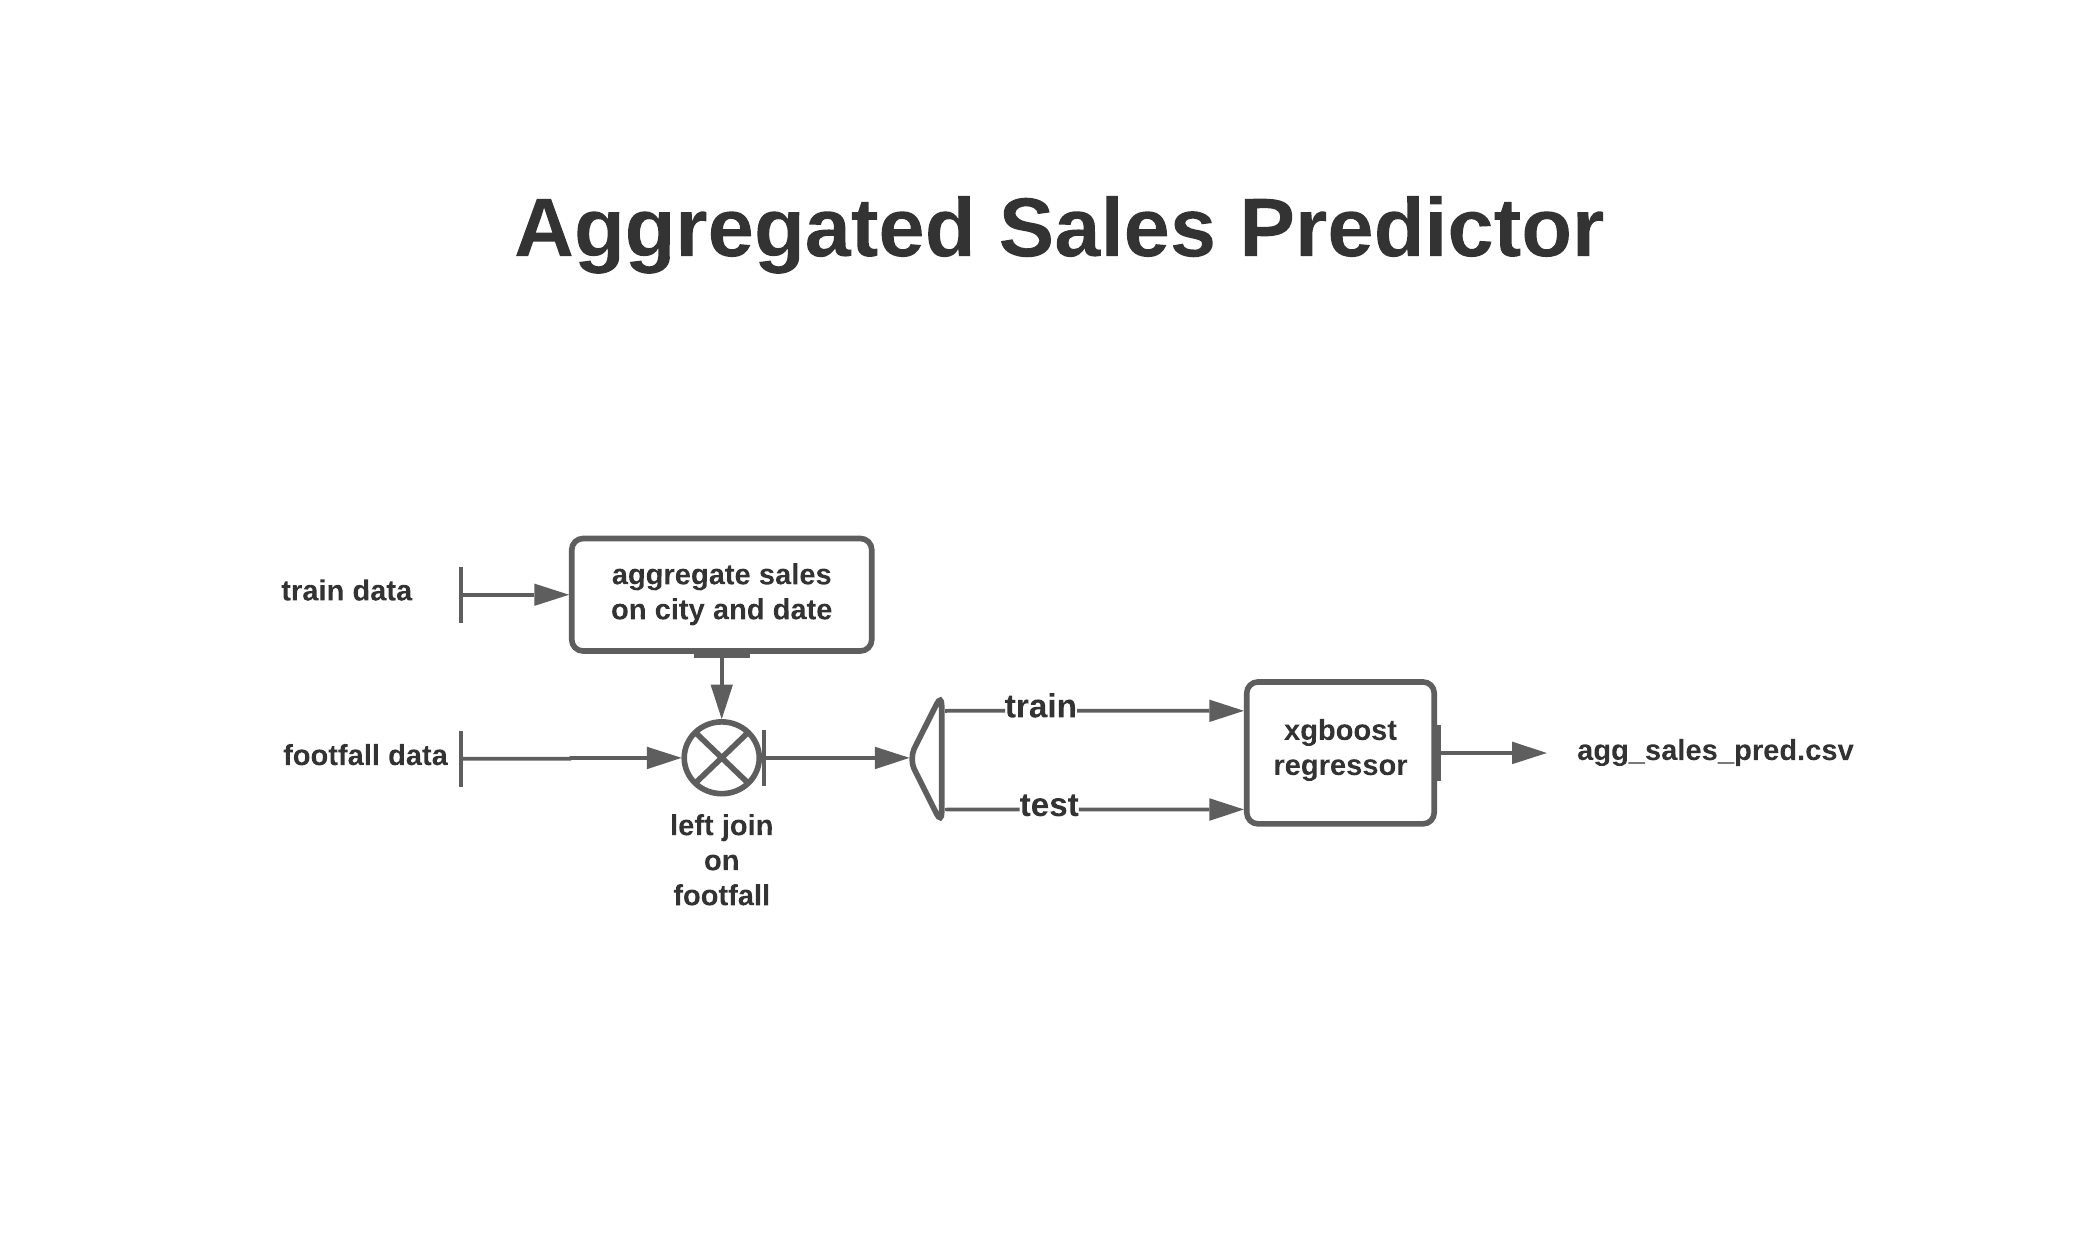 Aggregated Sales Predictor
train data
aggregate sales
on city and date
footfall data
left join
on
footfall
train
test
xgboost
regressor
agg_sales_pred.csv